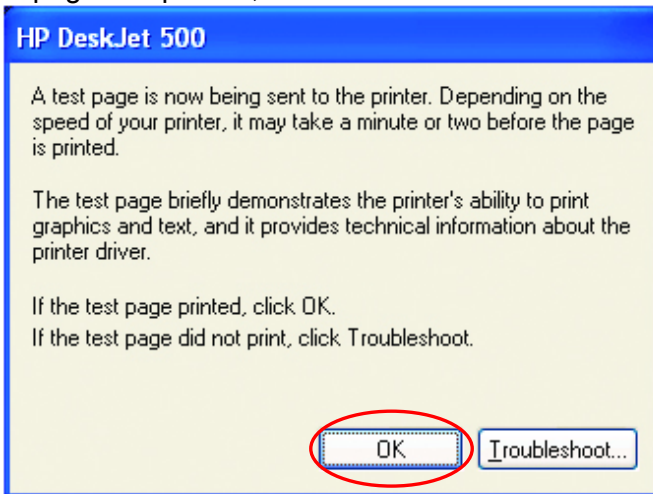 HP DeskJet 500
A test page is now being sent to the printer. Depending on the
speed of your printer, it may take a minute or two before the page
is printed.
The test page briefly demonstrates the printer's ability to print
graphics and text, and it provides technical information about the
printer driver.
If the test page printed, click OK.
If the test page did not print, click Troubleshoot.
OK
Troubleshoot...